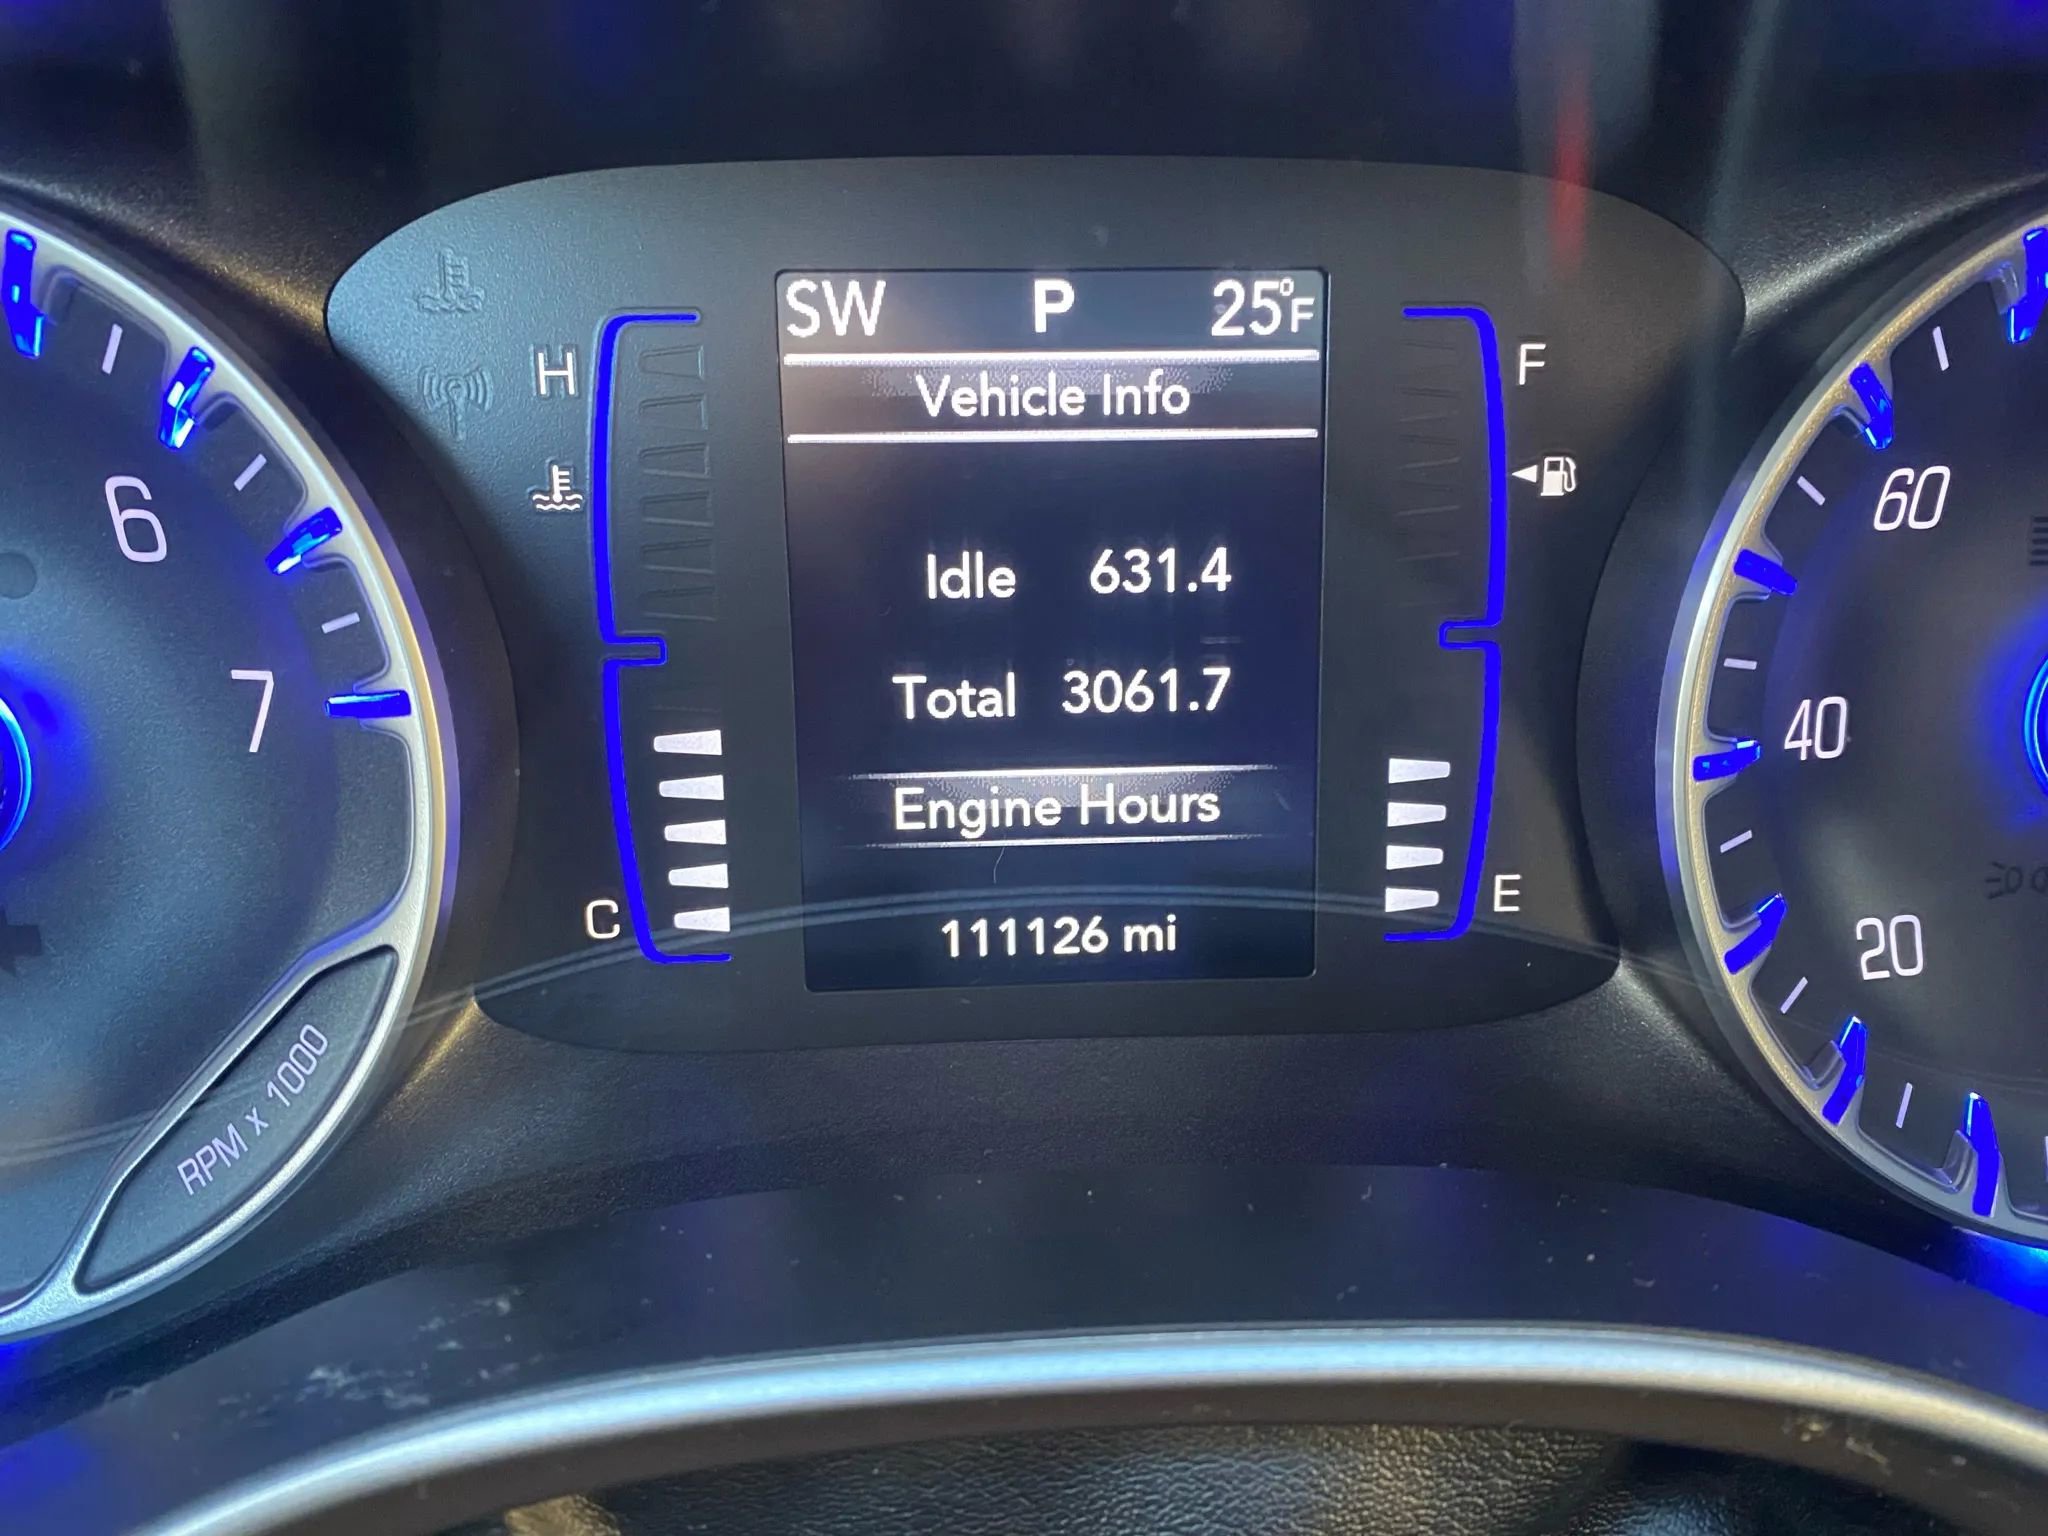 SW P 25°F
Vehicle Info
Idle 631.4
Total 3061.7
Engine Hours
111126 mi
H
C
F
E
6
7
RPM x 1000
60
40
20